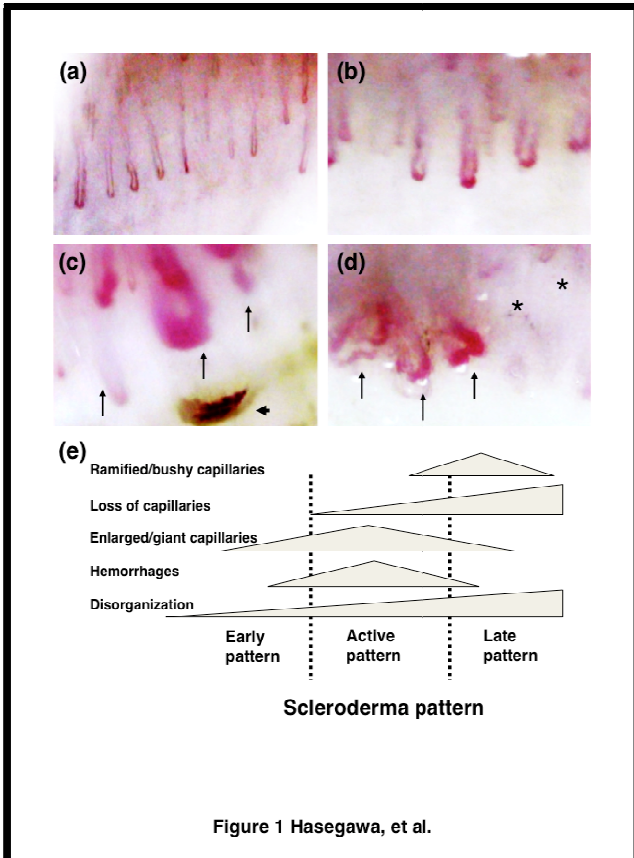 (a)
(b)
(c)
(d)
*
*
(e)
Ramified/bushy capillaries
Loss of capillaries
Enlarged/giant capillaries
Hemorrhages
Disorganization
Early
pattern
Active
pattern
Late
pattern
Scleroderma pattern
Figure 1 Hasegawa, et al.